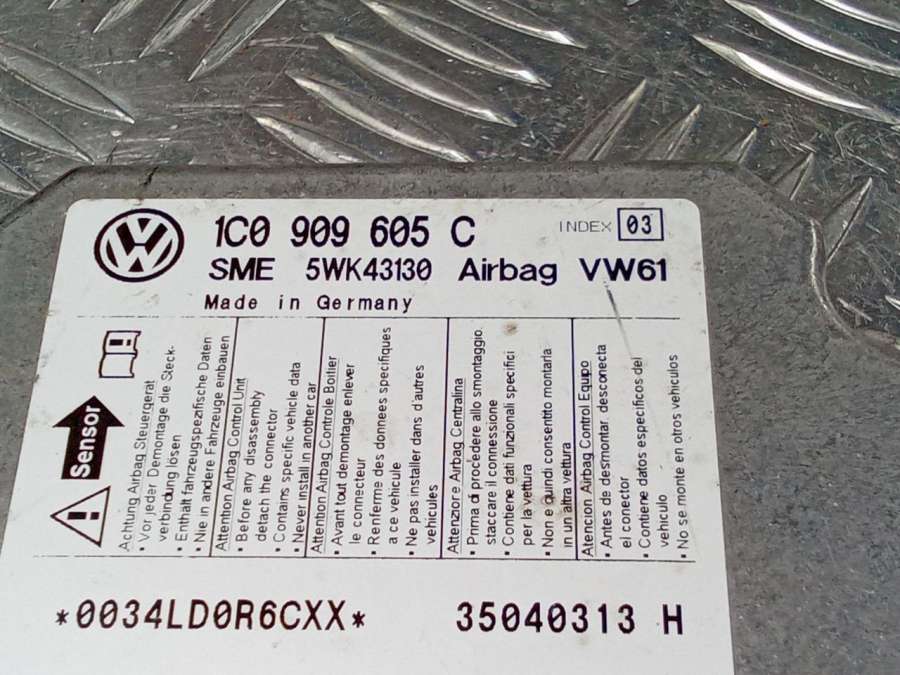 1C0 909 605 C INDEX 03
SME 5WK43130 Airbag VW61
Made in Germany
Sensor
Achtung Airbag Steuergerät
• Vor jeder Demontage die Steck-
verbindung lösen
• Enthält fahrzeugspezifische Daten
• Nie in andere Fahrzeuge einbauen
Attention Airbag Control Unit
• Before any disassembly
detach the connector
• Contains specific vehicle data
• Never install in another car
Attention Airbag Controle Boitier
• Avant tout demontage enlever
le connecteur
• Renferme des donnees specifiques
a ce vehicule
• Ne pas installer dans d'autres
vehicules
Attenzione Airbag Centralina
• Prima di procedere allo smontaggio
staccare il connessione
• Contiene dati funzionali specifici
per la vettura
• Non e quindi consentito montarla
in un altra vettura
Atencion Airbag Control Equipo
• Antes de desmontar desconecta
el conector
• Contiene datos especificos del
vehiculo
• No se monte en otros vehiculos
*0034LD0R6CXX* 35040313 H